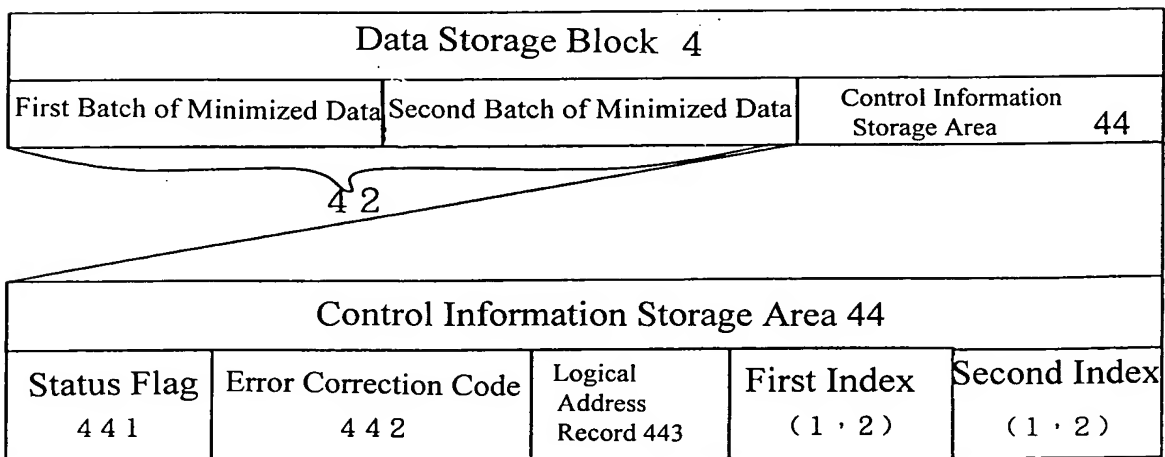 Data Storage Block 4
First Batch of Minimized Data
Second Batch of Minimized Data
Control Information
Storage Area 44
42
Control Information Storage Area 44
Status Flag
441
Error Correction Code
442
Logical
Address
Record 443
First Index
(1,2)
Second Index
(1,2)